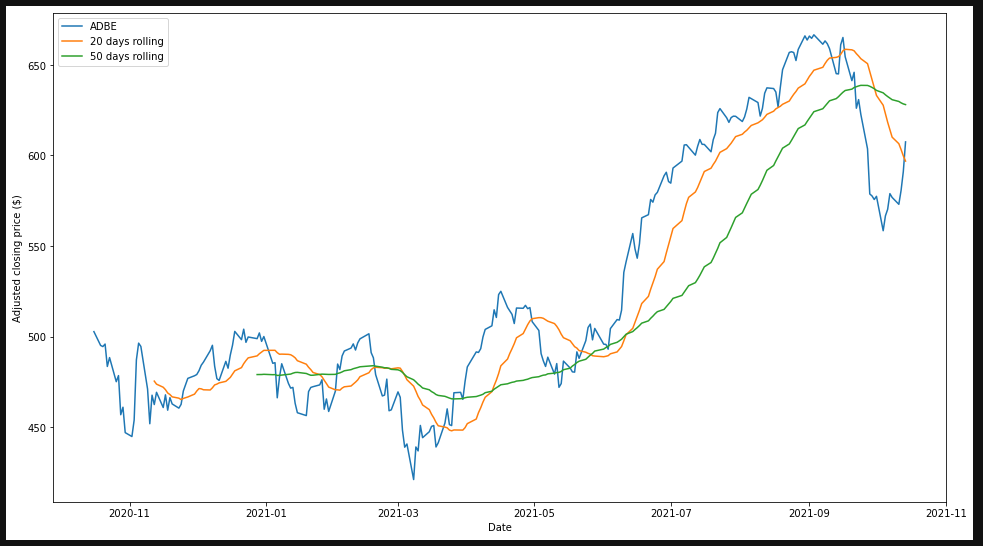 ADBE
20 days rolling
50 days rolling
Adjusted closing price ($)
650
600
550
500
450
2020-11
2021-01
2021-03
2021-05
2021-07
2021-09
2021-11
Date